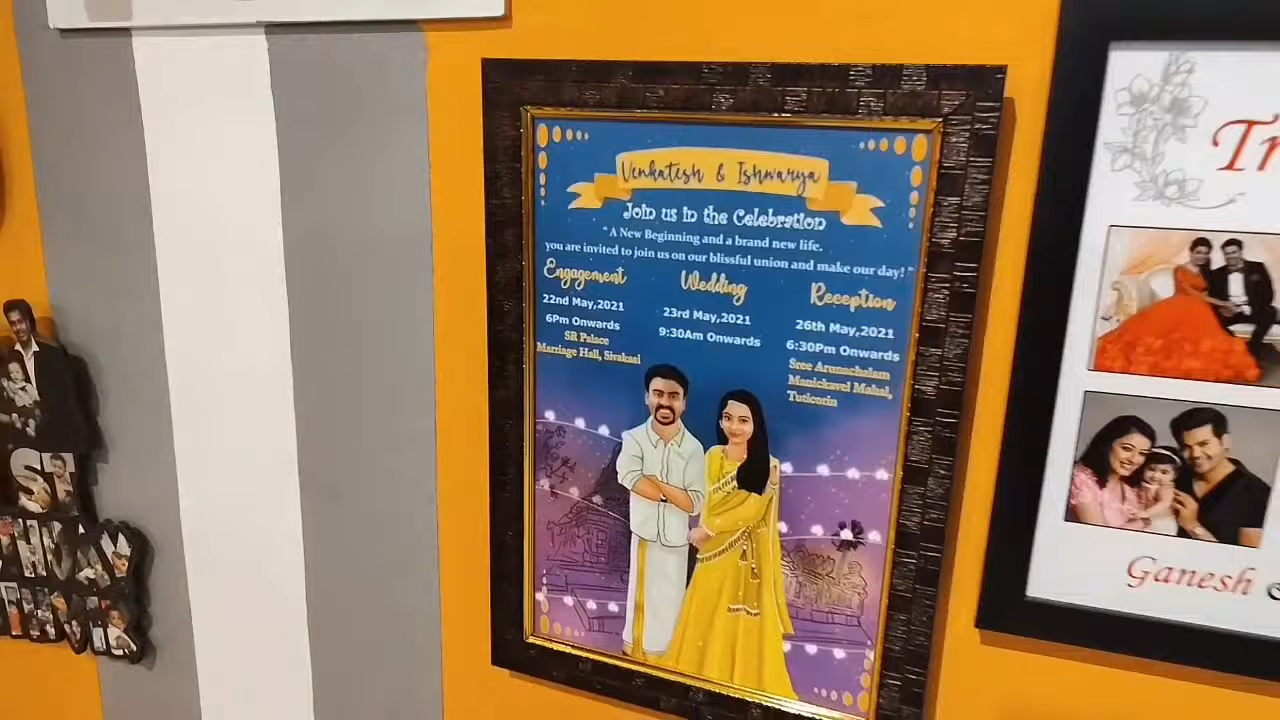 Venkatesh & Ishwarya
Join us in the Celebration
"A New Beginning and a brand new life.
you are invited to join us on our blissful union and make our day!"
Engagement
22nd May,2021
6Pm Onwards
SR Palace
Marriage Hall, Sivakasi
Wedding
23rd May,2021
9:30Am Onwards
Reception
26th May,2021
6:30Pm Onwards
Sree Arunachalam
Manickavel Mahal,
Tuticorin
Ganesh